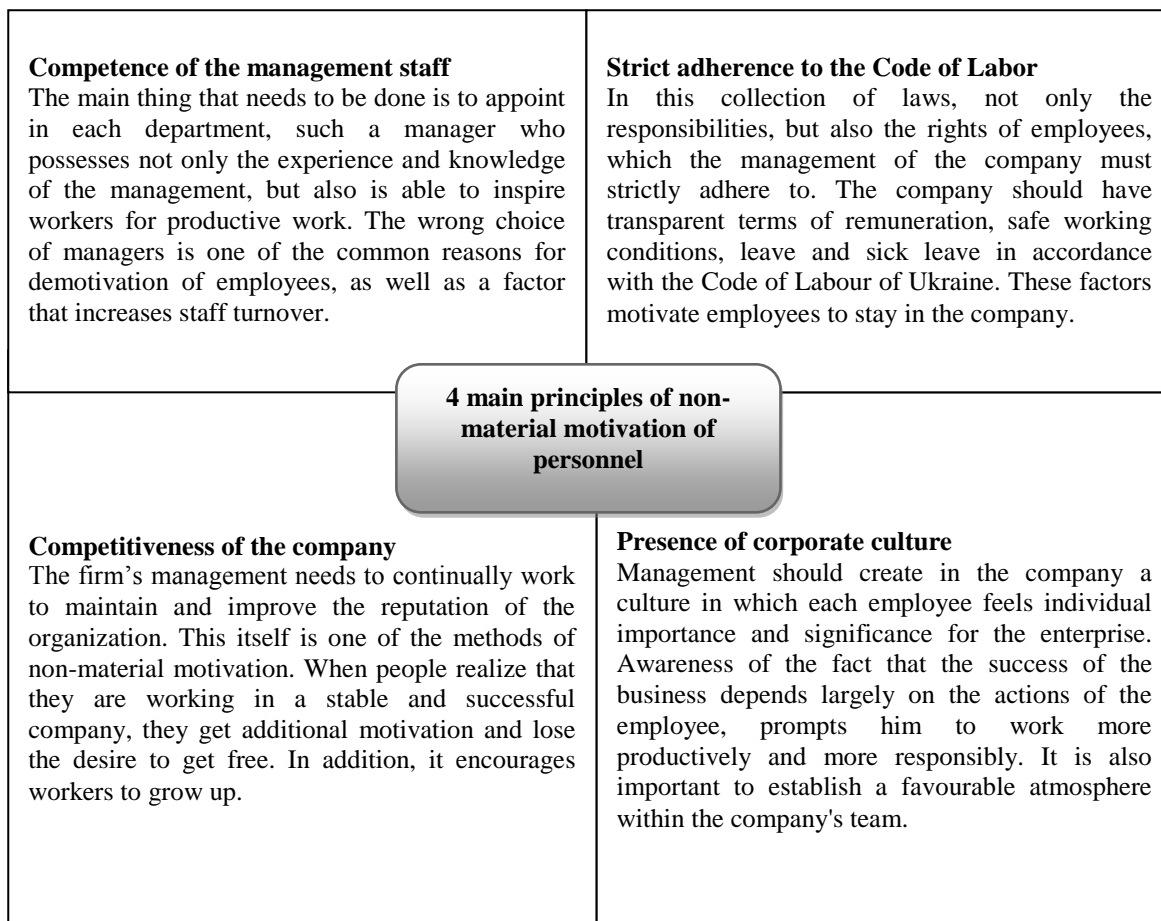 Competence of the management staff
The main thing that needs to be done is to appoint
in each department, such a manager who
possesses not only the experience and knowledge
of the management, but also is able to inspire
workers for productive work. The wrong choice
of managers is one of the common reasons for
demotivation of employees, as well as a factor
that increases staff turnover.
Strict adherence to the Code of Labor
In this collection of laws, not only the
responsibilities, but also the rights of employees,
which the management of the company must
strictly adhere to. The company should have
transparent terms of remuneration, safe working
conditions, leave and sick leave in accordance
with the Code of Labour of Ukraine. These factors
motivate employees to stay in the company.
4 main principles of non-
material motivation of
personnel
Competitiveness of the company
The firm's management needs to continually work
to maintain and improve the reputation of the
organization. This itself is one of the methods of
non-material motivation. When people realize that
they are working in a stable and successful
company, they get additional motivation and lose
the desire to get free. In addition, it encourages
workers to grow up.
Presence of corporate culture
Management should create in the company a
culture in which each employee feels individual
importance and significance for the enterprise.
Awareness of the fact that the success of the
business depends largely on the actions of the
employee, prompts him to work more
productively and more responsibly. It is also
important to establish a favourable atmosphere
within the company's team.